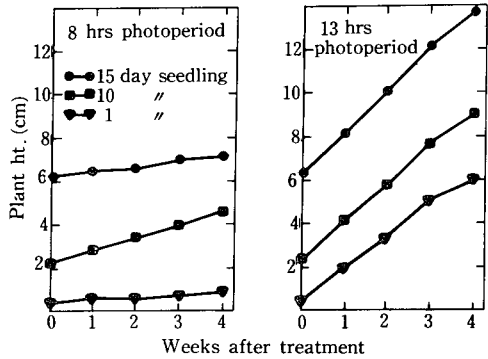 8 hrs photoperiod
15 day seedling
10 〃
1 〃
Plant ht. (cm)
12
10
8
6
4
2
0 1 2 3 4
13 hrs
photoperiod
12
10
8
6
4
2
0 1 2 3 4
Weeks after treatment